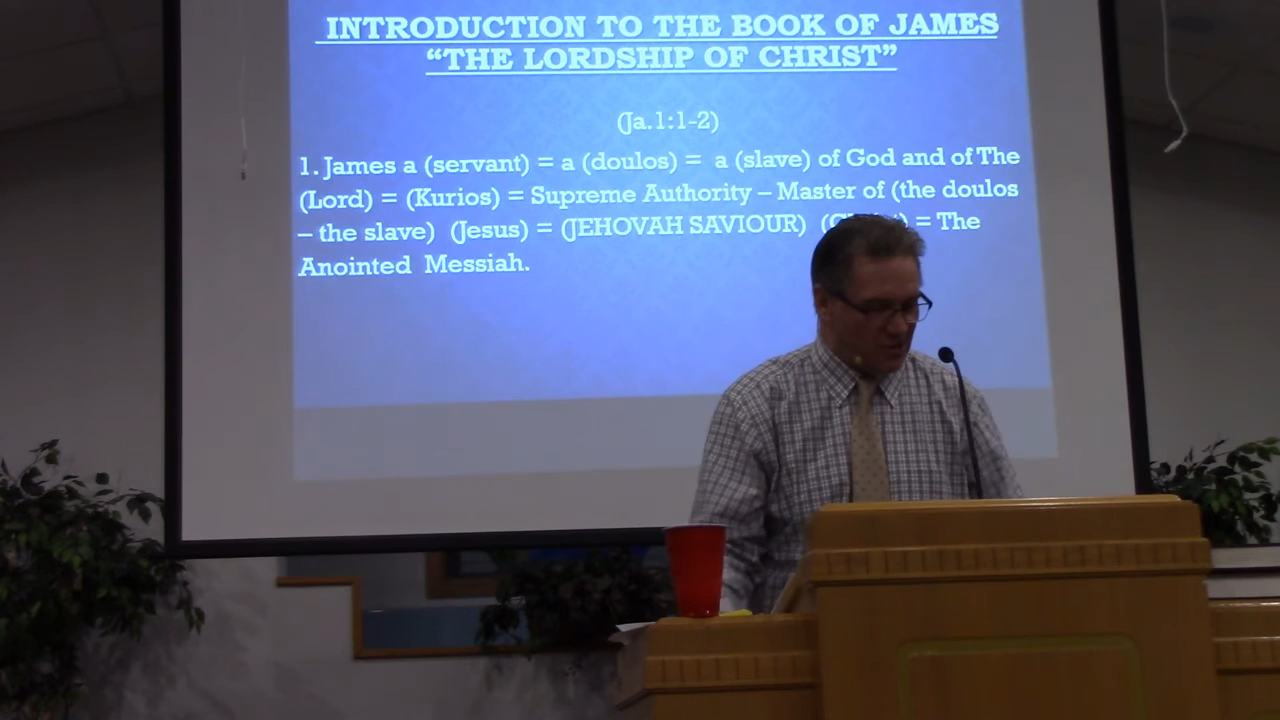 INTRODUCTION TO THE BOOK OF JAMES
“THE LORDSHIP OF CHRIST”
(Ja.1:1-2)
1. James a (servant) = a (doulos) = a (slave) of God and of The
(Lord) = (Kurios) = Supreme Authority – Master of (the doulos
– the slave) (Jesus) = (JEHOVAH SAVIOUR) = The
Anointed Messiah.